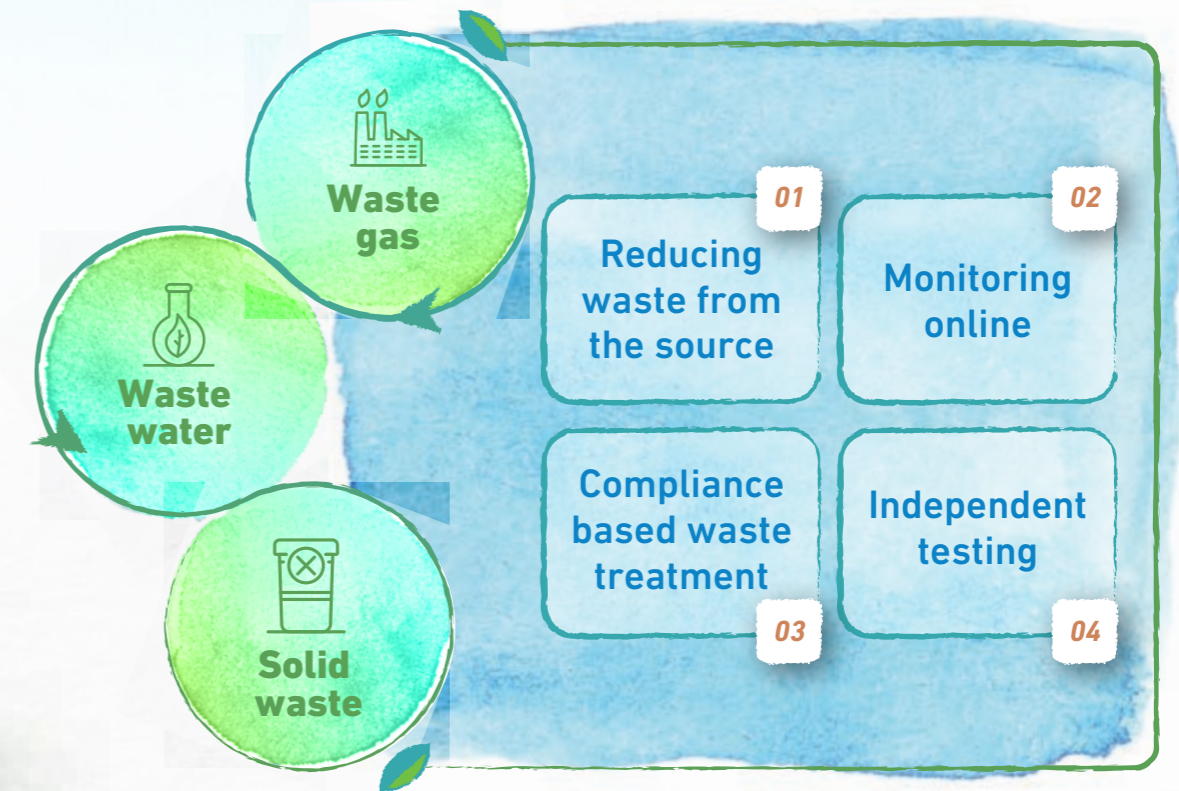 Waste
gas
Waste
water
Solid
waste
01
Reducing
waste from
the source
02
Monitoring
online
Compliance
based waste
treatment
03
Independent
testing
04